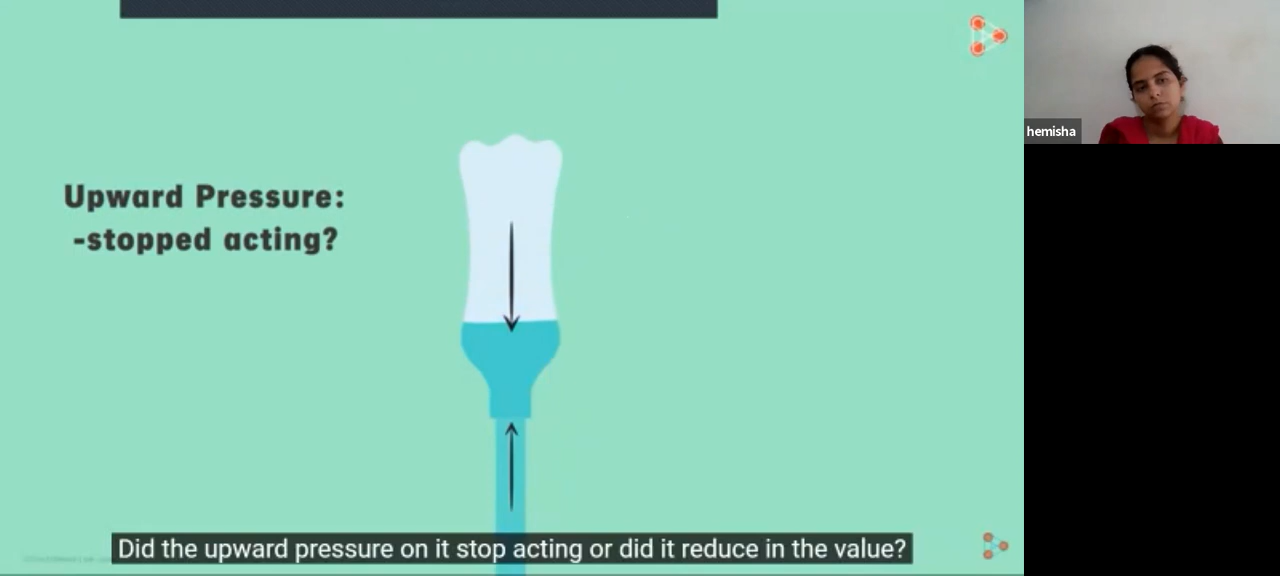 Upward Pressure:
-stopped acting?
hemisha
Did the upward pressure on it stop acting or did it reduce in the value?